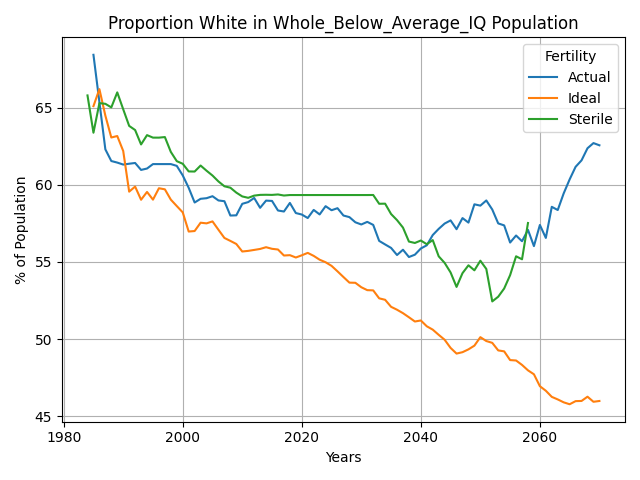 Proportion White in Whole_Below_Average_IQ Population
Fertility
Actual
Ideal
Sterile
% of Population
65
60
55
50
45
1980
2000
2020
2040
2060
Years